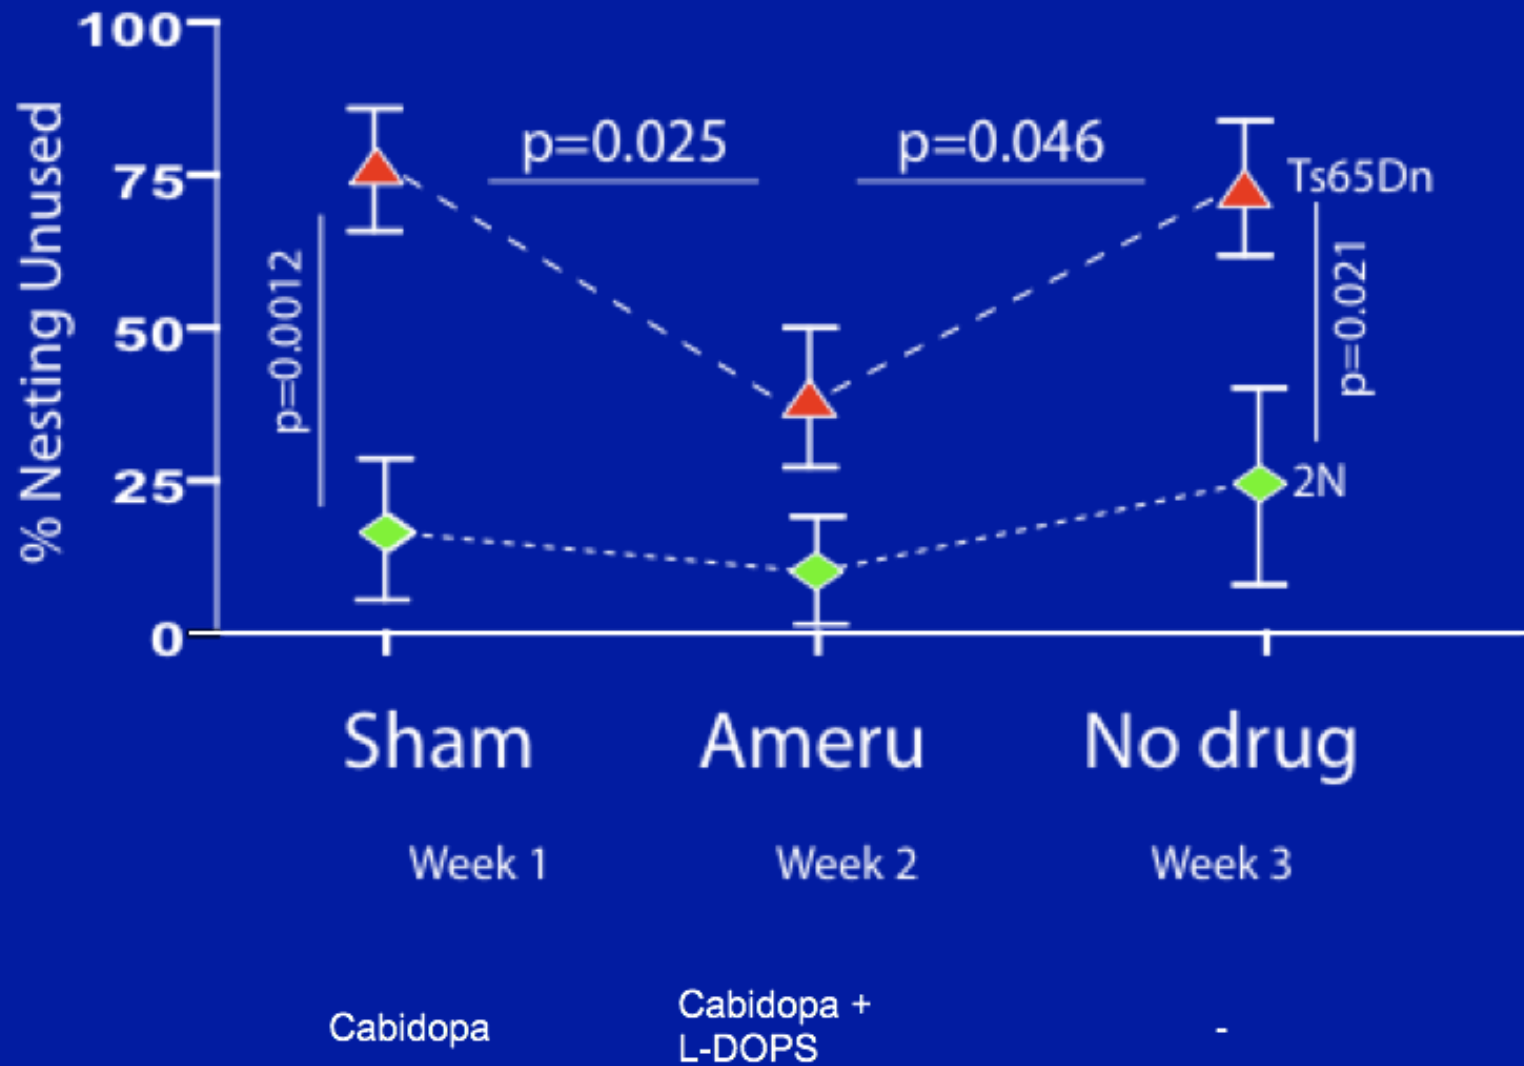 100
75
50
25
0
% Nesting Unused
p=0.0012
p=0.025
p=0.046
Ts65Dn
p=0.021
2N
Sham Ameru No drug
Week 1 Week 2 Week 3
Cabidopa
Cabidopa +
L-DOPS
-